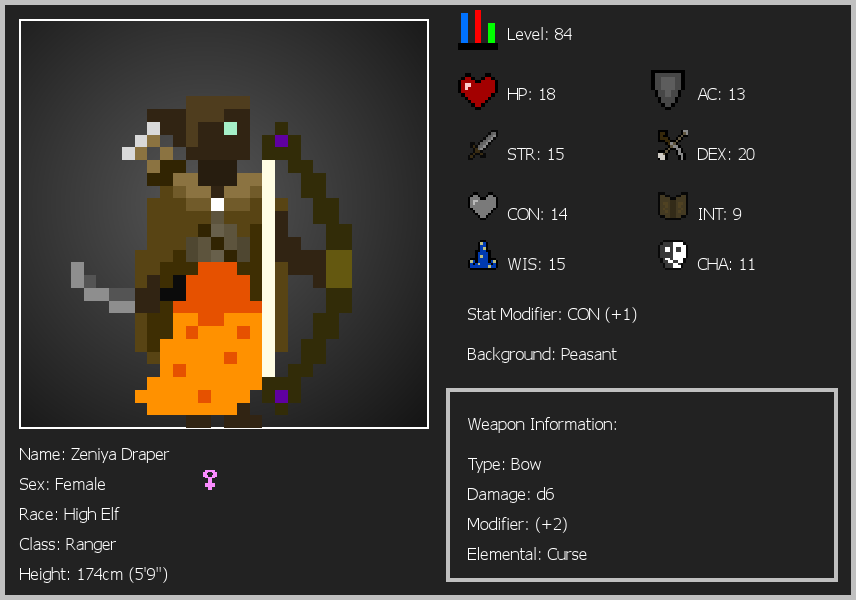 Level: 84
HP: 18
AC: 13
STR: 15
DEX: 20
CON: 14
INT: 9
WIS: 15
CHA: 11
Stat Modifier: CON (+1)
Background: Peasant
Weapon Information:
Type: Bow
Damage: d6
Modifier: (+2)
Elemental: Curse
Name: Zeniya Draper
Sex: Female
Race: High Elf
Class: Ranger
Height: 174cm (5'9")